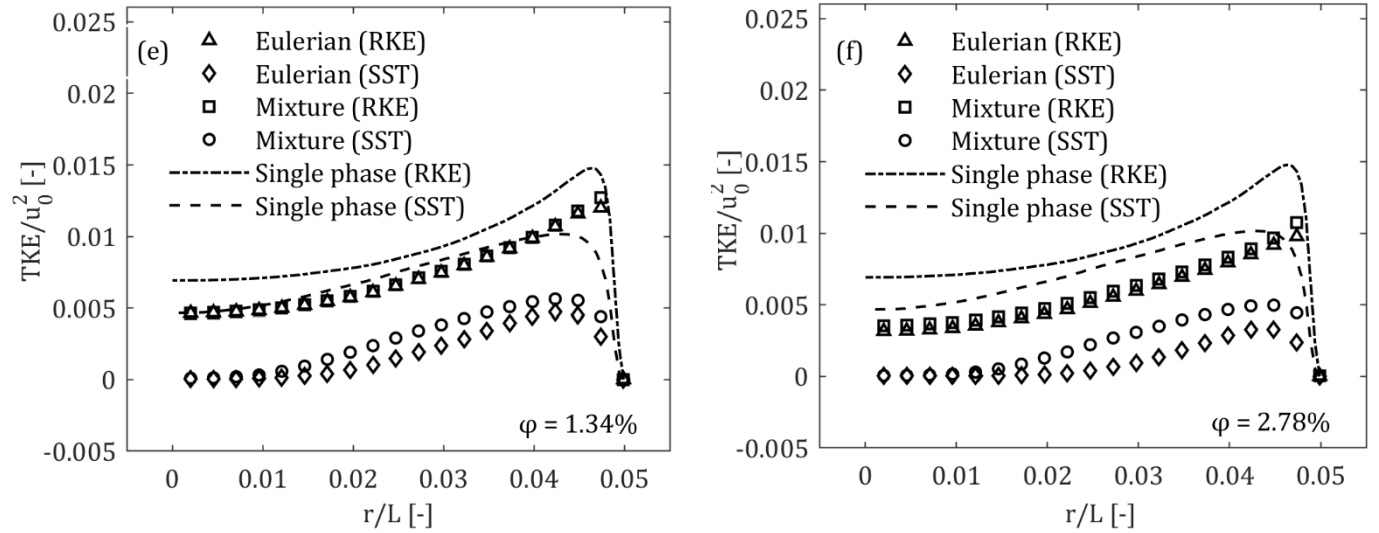 (e)
Eulerian (RKE)
Eulerian (SST)
Mixture (RKE)
Mixture (SST)
Single phase (RKE)
Single phase (SST)
0.025
0.02
0.015
0.01
0.005
0
-0.005
TKE/u₀² [-]
φ = 1.34%
0 0.01 0.02 0.03 0.04 0.05
r/L [-]
(f)
Eulerian (RKE)
Eulerian (SST)
Mixture (RKE)
Mixture (SST)
Single phase (RKE)
Single phase (SST)
0.025
0.02
0.015
0.01
0.005
0
-0.005
TKE/u₀² [-]
φ = 2.78%
0 0.01 0.02 0.03 0.04 0.05
r/L [-]